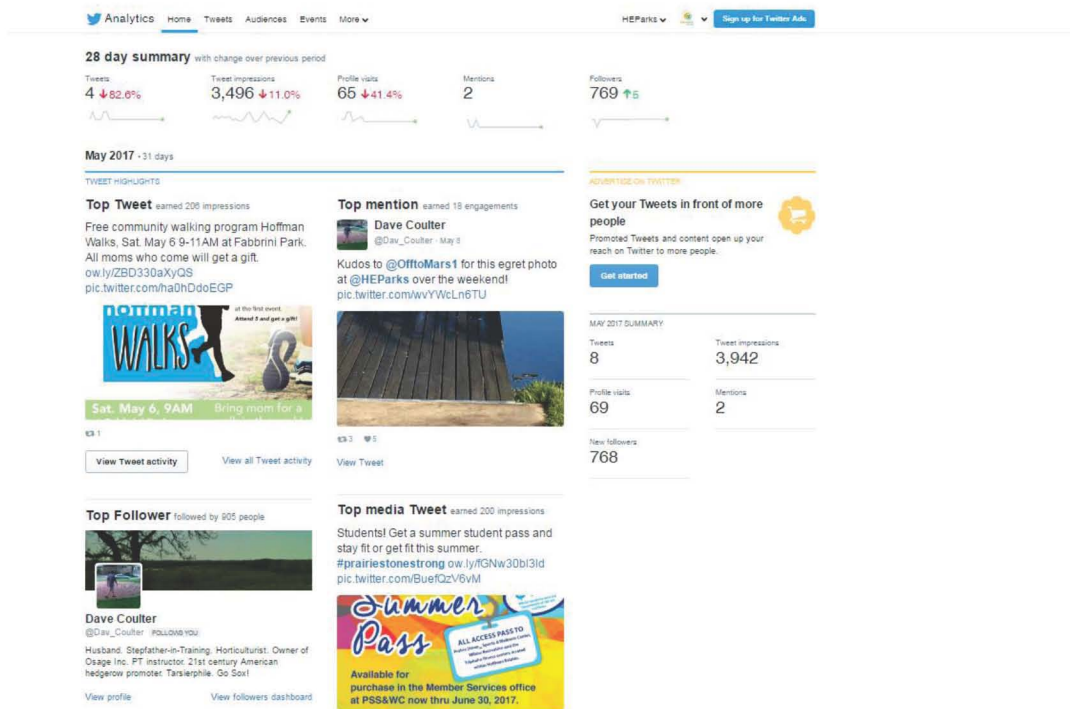 Analytics Home Tweets Audiences Events More HEParks Sign up for Twitter Ads
28 day summary with change over previous period
Tweets
4 ↓82.6%
Tweet impressions
3,496 ↓11.0%
Profile visits
65 ↓41.4%
Mentions
2
Followers
769 ↑5
May 2017 • 31 days
TWEET HIGHLIGHTS
Top Tweet earned 206 impressions
Free community walking program Hoffman
Walks, Sat. May 6 9-11AM at Fabbrini Park.
All moms who come will get a gift.
ow.ly/ZBD330aXyQS
pic.twitter.com/ha0hDdoEGP
hoffman
WALKS
at the first event.
Attend 5 and get a gift!
Sat. May 6, 9AM
Bring mom for a
1
View Tweet activity
View all Tweet activity
Top Follower followed by 905 people
Dave Coulter
@Dav_Coulter FOLLOWS YOU
Husband. Stepfather-in-Training. Horticulturist. Owner of
Osage Inc. PT instructor. 21st century American
hedgerow promoter. Tarsierphile. Go Sox!
View profile
View followers dashboard
Top mention earned 18 engagements
Dave Coulter
@Dav_Coulter · May 8
Kudos to @OfftoMars1 for this egret photo
at @HEParks over the weekend!
pic.twitter.com/wvYWcLn6TU
3 5
View Tweet
Top media Tweet earned 200 impressions
Students! Get a summer student pass and
stay fit or get fit this summer.
#prairiestonestrong ow.ly/fGNw30bI3Id
pic.twitter.com/BuefQzV6vM
Summer
Pass
ALL ACCESS PASS TO
Available for
purchase in the Member Services office
at PSS&WC now thru June 30, 2017.
ADVERTISE ON TWITTER
Get your Tweets in front of more
people
Promoted Tweets and content open up your
reach on Twitter to more people.
Get started
MAY 2017 SUMMARY
Tweets
8
Tweet impressions
3,942
Profile visits
69
Mentions
2
New followers
768